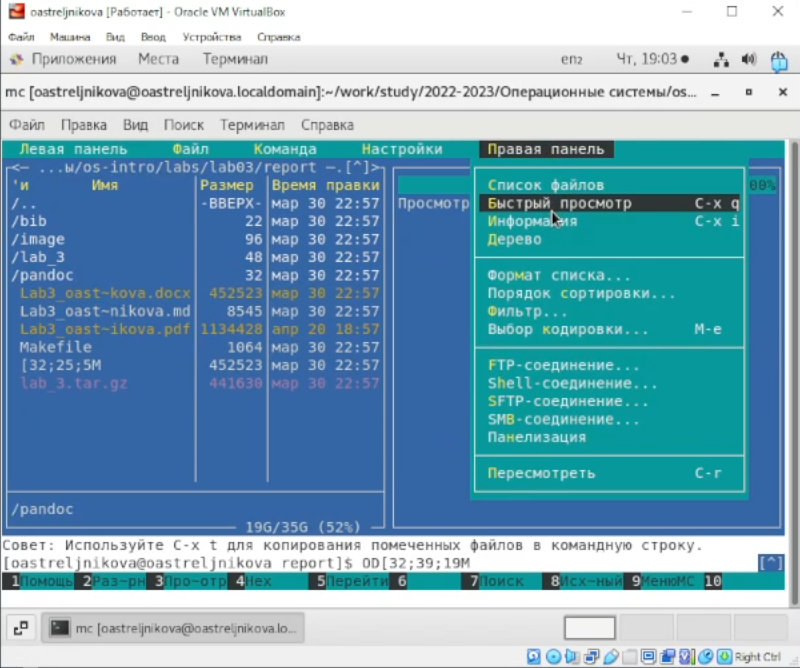 oastreljnikova [Работает] - Oracle VM VirtualBox
Файл Машина Вид Ввод Устройства Справка
Приложения Места Терминал en₂ Чт, 19:03
mc [oastreljnikova@oastreljnikova.localdomain]:~/work/study/2022-2023/Операционные системы/os...
Файл Правка Вид Поиск Терминал Справка
Левая панель Файл Команда Настройки Правая панель
<— ...ы/os-intro/labs/lab03/report —.[^]>
'и Имя Размер Время правки
/.. -ВВЕРХ- мар 30 22:57
/bib 22 мар 30 22:57
/image 96 мар 30 22:57
/lab_3 48 мар 30 22:57
/pandoc 32 мар 30 22:57
Lab3_oast~kova.docx 452523 мар 30 22:57
Lab3_oast~nikova.md 8545 мар 30 22:57
Lab3_oast~ikova.pdf 1134428 апр 20 18:57
Makefile 1064 мар 30 22:57
[32;25;5M 452523 мар 30 22:57
lab_3.tar.gz 441630 мар 30 22:57
/pandoc
19G/35G (52%)
Просмотр
00%
Список файлов
Быстрый просмотр C-x q
Информация C-x i
Дерево
Формат списка...
Порядок сортировки...
Фильтр...
Выбор кодировки... M-e
FTP-соединение...
Shell-соединение...
SFTP-соединение...
SMB-соединение...
Панелизация
Пересмотреть C-r
Совет: Используйте C-x t для копирования помеченных файлов в командную строку.
[oastreljnikova@oastreljnikova report]$ OD[32;39;19M [^]
1Помощь 2Раз~рн 3Про~отр 4Hex 5Перейти 6 7Поиск 8Исх~ный 9МенюMC 10
mc [oastreljnikova@oastreljnikova.lo...
Right Ctrl